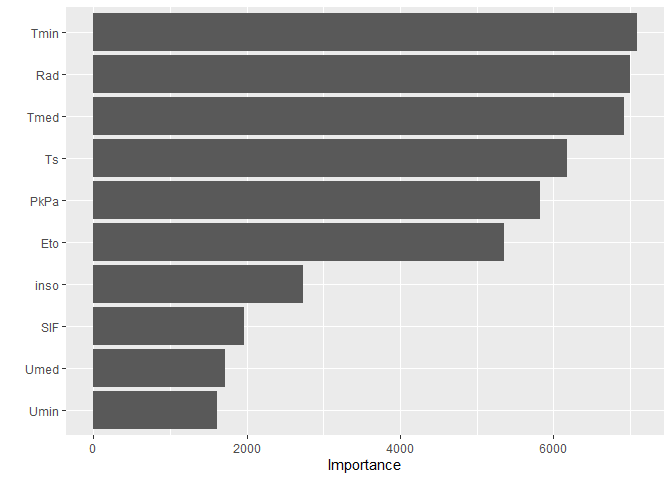 Tmin
Rad
Tmed
Ts
PkPa
Eto
inso
SIF
Umed
Umin
0 2000 4000 6000
Importance